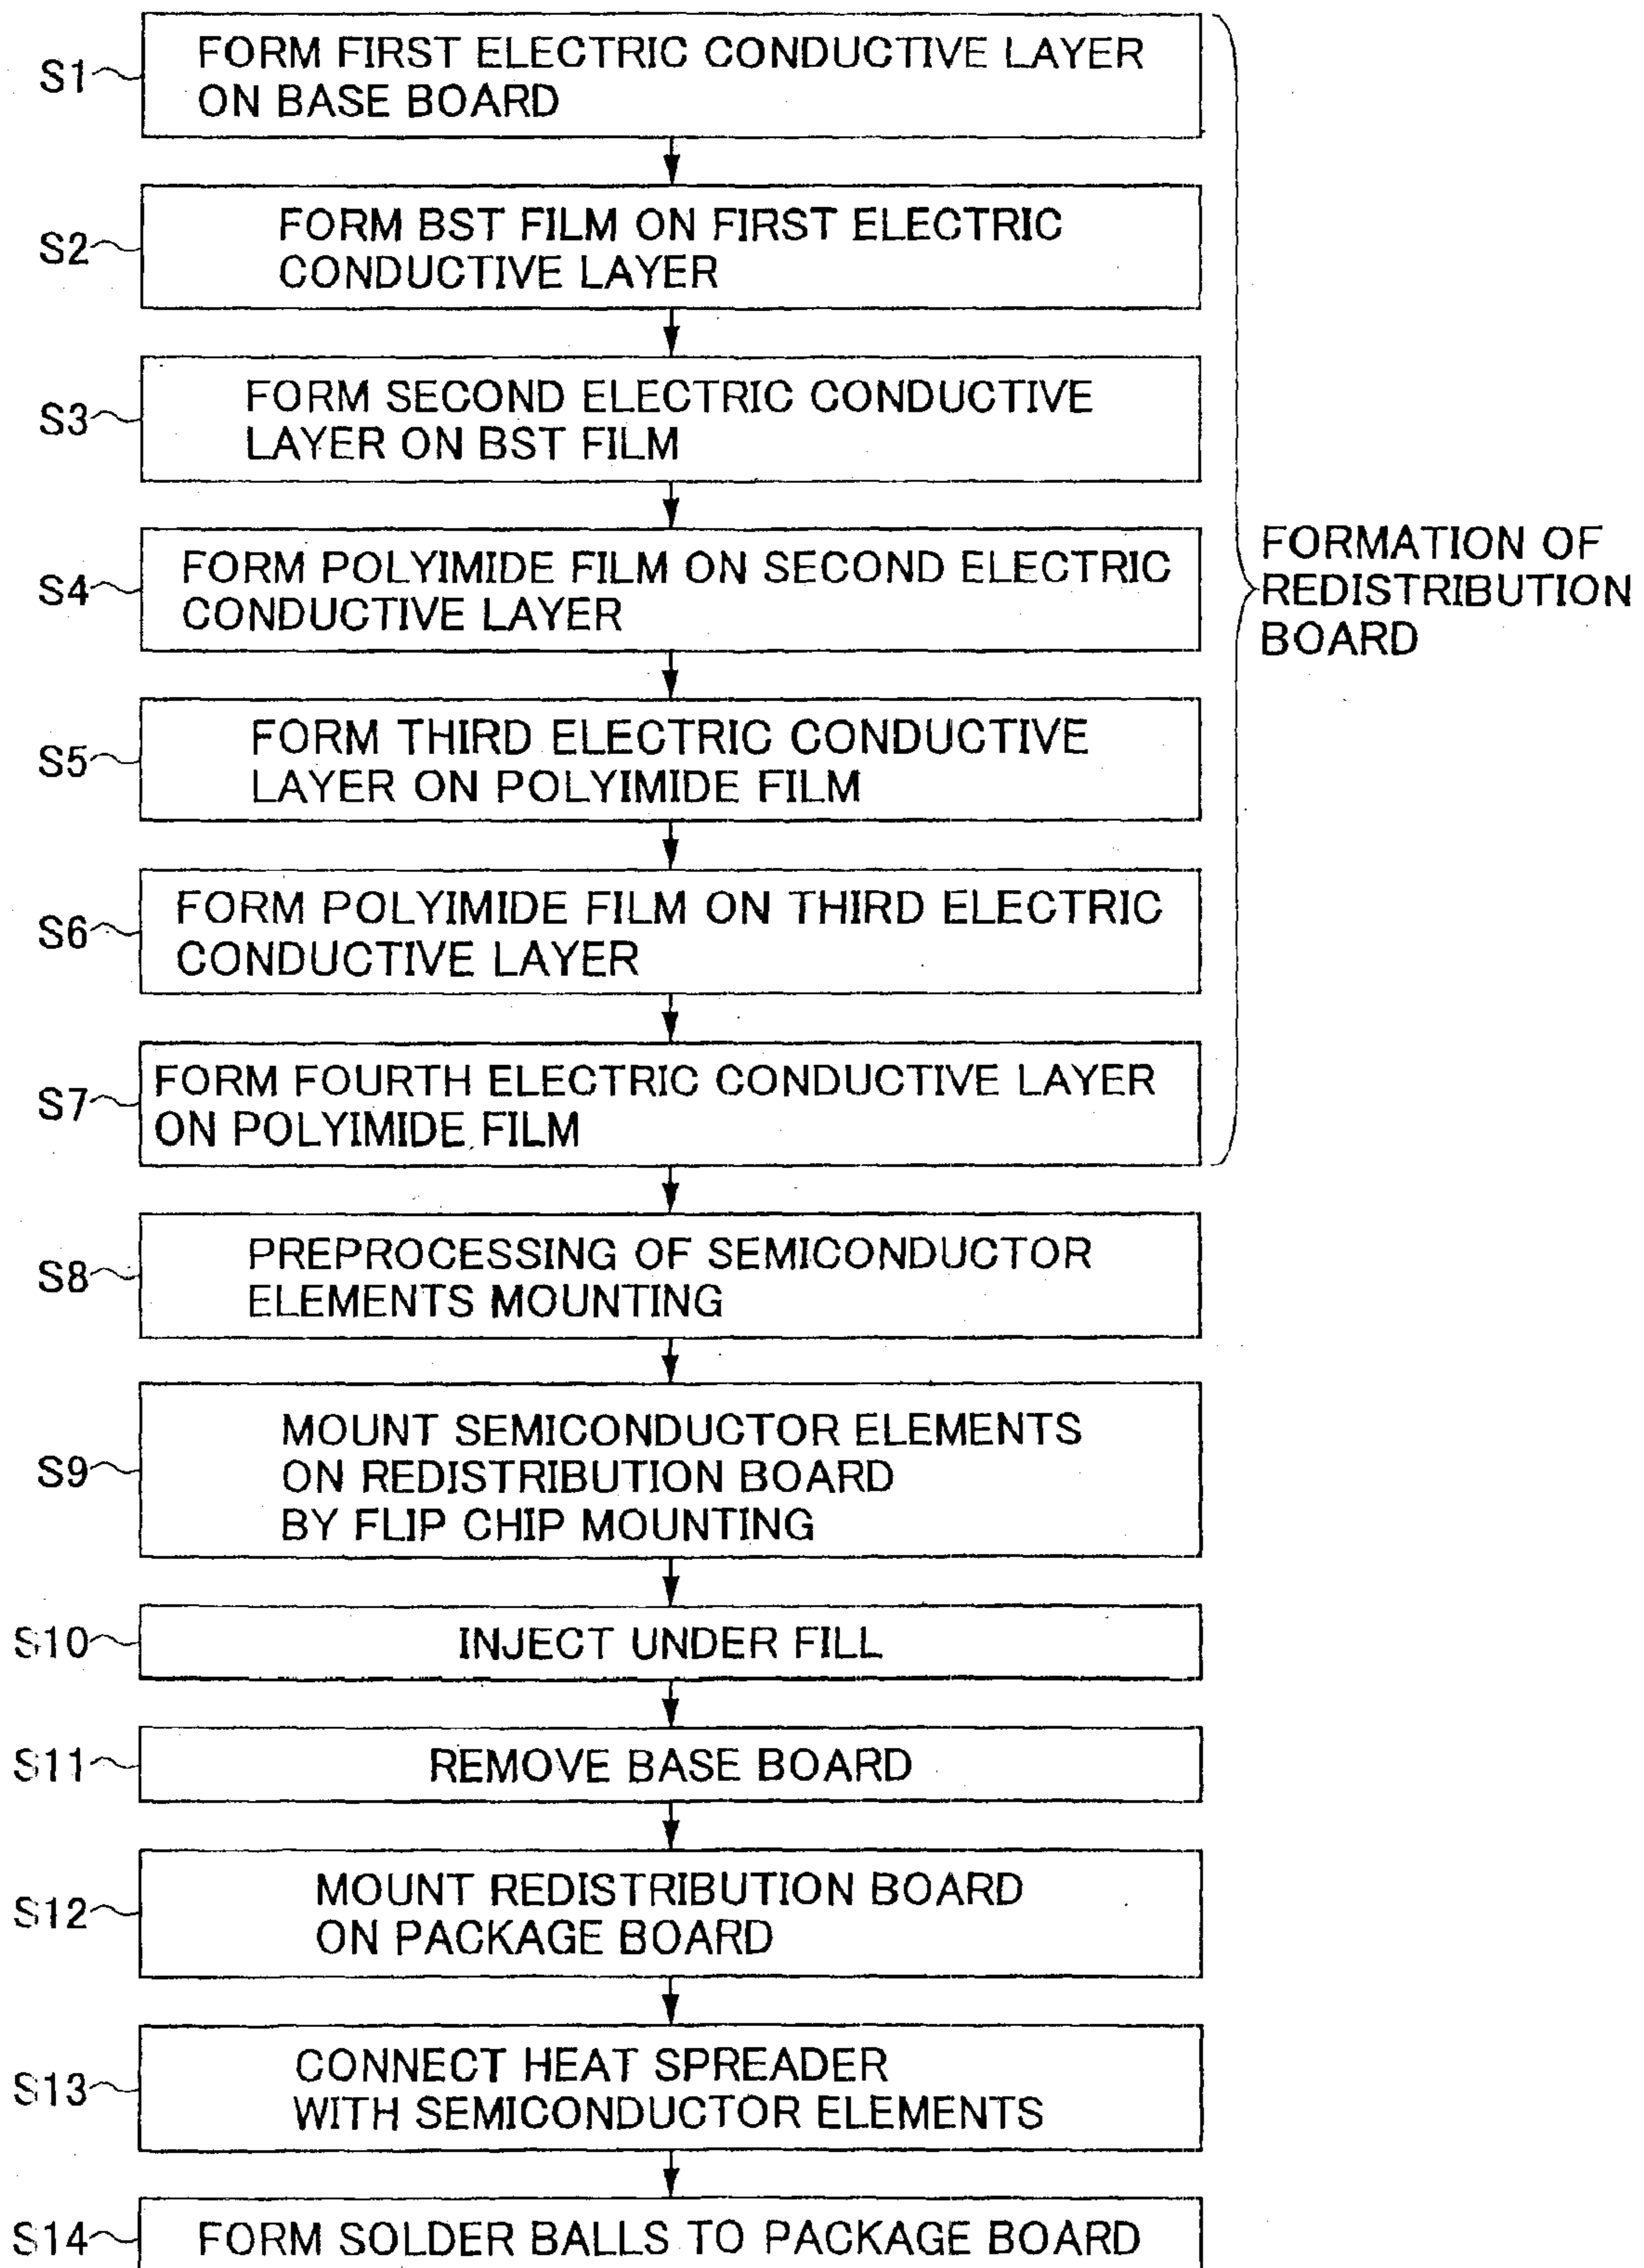 S1
FORM FIRST ELECTRIC CONDUCTIVE LAYER
ON BASE BOARD
S2
FORM BST FILM ON FIRST ELECTRIC
CONDUCTIVE LAYER
S3
FORM SECOND ELECTRIC CONDUCTIVE
LAYER ON BST FILM
S4
FORM POLYIMIDE FILM ON SECOND ELECTRIC
CONDUCTIVE LAYER
FORMATION OF
REDISTRIBUTION
BOARD
S5
FORM THIRD ELECTRIC CONDUCTIVE
LAYER ON POLYIMIDE FILM
S6
FORM POLYIMIDE FILM ON THIRD ELECTRIC
CONDUCTIVE LAYER
S7
FORM FOURTH ELECTRIC CONDUCTIVE LAYER
ON POLYIMIDE FILM
S8
PREPROCESSING OF SEMICONDUCTOR
ELEMENTS MOUNTING
S9
MOUNT SEMICONDUCTOR ELEMENTS
ON REDISTRIBUTION BOARD
BY FLIP CHIP MOUNTING
S10
INJECT UNDER FILL
S11
REMOVE BASE BOARD
S12
MOUNT REDISTRIBUTION BOARD
ON PACKAGE BOARD
S13
CONNECT HEAT SPREADER
WITH SEMICONDUCTOR ELEMENTS
S14
FORM SOLDER BALLS TO PACKAGE BOARD